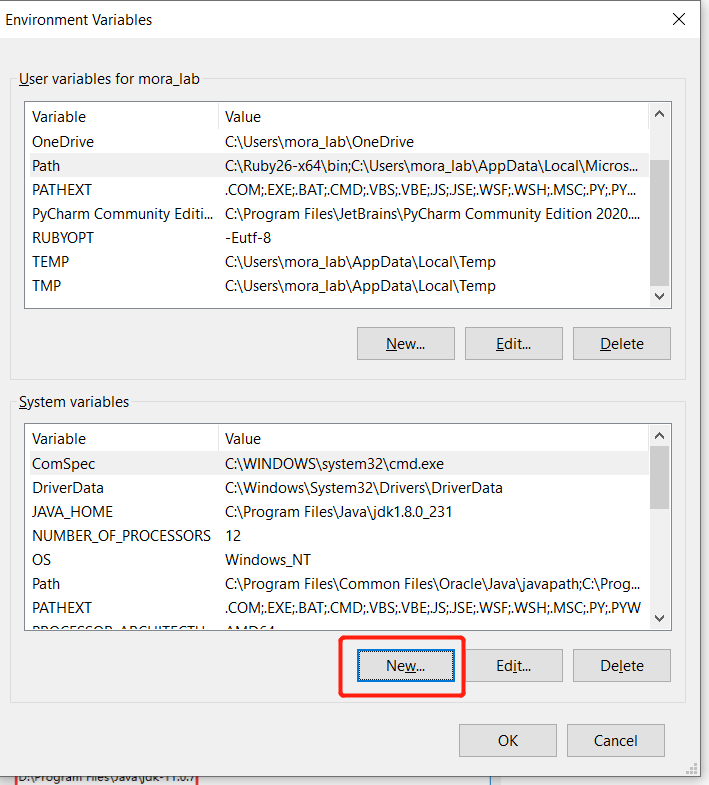 Environment Variables
User variables for mora_lab
Variable Value
OneDrive C:\Users\mora_lab\OneDrive
Path C:\Ruby26-x64\bin;C:\Users\mora_lab\AppData\Local\Micros...
PATHEXT .COM;.EXE;.BAT;.CMD;.VBS;.VBE;.JS;.JSE;.WSF;.WSH;.MSC;.PY;.PY...
PyCharm Community Editi... C:\Program Files\JetBrains\PyCharm Community Edition 2020....
RUBYOPT -Eutf-8
TEMP C:\Users\mora_lab\AppData\Local\Temp
TMP C:\Users\mora_lab\AppData\Local\Temp
New... Edit... Delete
System variables
Variable Value
ComSpec C:\WINDOWS\system32\cmd.exe
DriverData C:\Windows\System32\Drivers\DriverData
JAVA_HOME C:\Program Files\Java\jdk1.8.0_231
NUMBER_OF_PROCESSORS 12
OS Windows_NT
Path C:\Program Files\Common Files\Oracle\Java\javapath;C:\Prog...
PATHEXT .COM;.EXE;.BAT;.CMD;.VBS;.VBE;.JS;.JSE;.WSF;.WSH;.MSC;.PY;.PYW
PROCESSOR_ARCHITECTU... AMD64
New... Edit... Delete
OK Cancel
D:\Program Files\Java\jdk-11.0.7